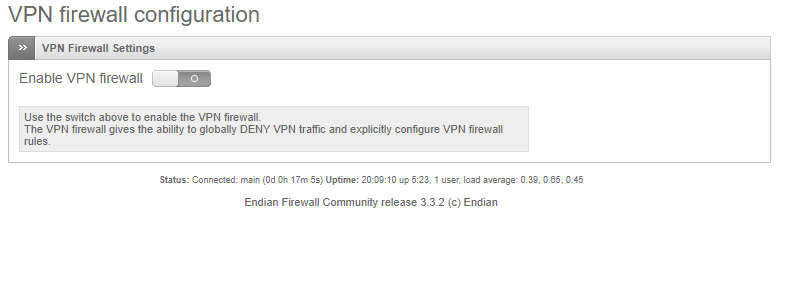 VPN firewall configuration
VPN Firewall Settings
Enable VPN firewall
Use the switch above to enable the VPN firewall.
The VPN firewall gives the ability to globally DENY VPN traffic and explicitly configure VPN firewall
rules.
Status: Connected: main (0d 0h 17m 5s) Uptime: 20:09:10 up 5:23, 1 user, load average: 0.39, 0.65, 0.45
Endian Firewall Community release 3.3.2 (c) Endian